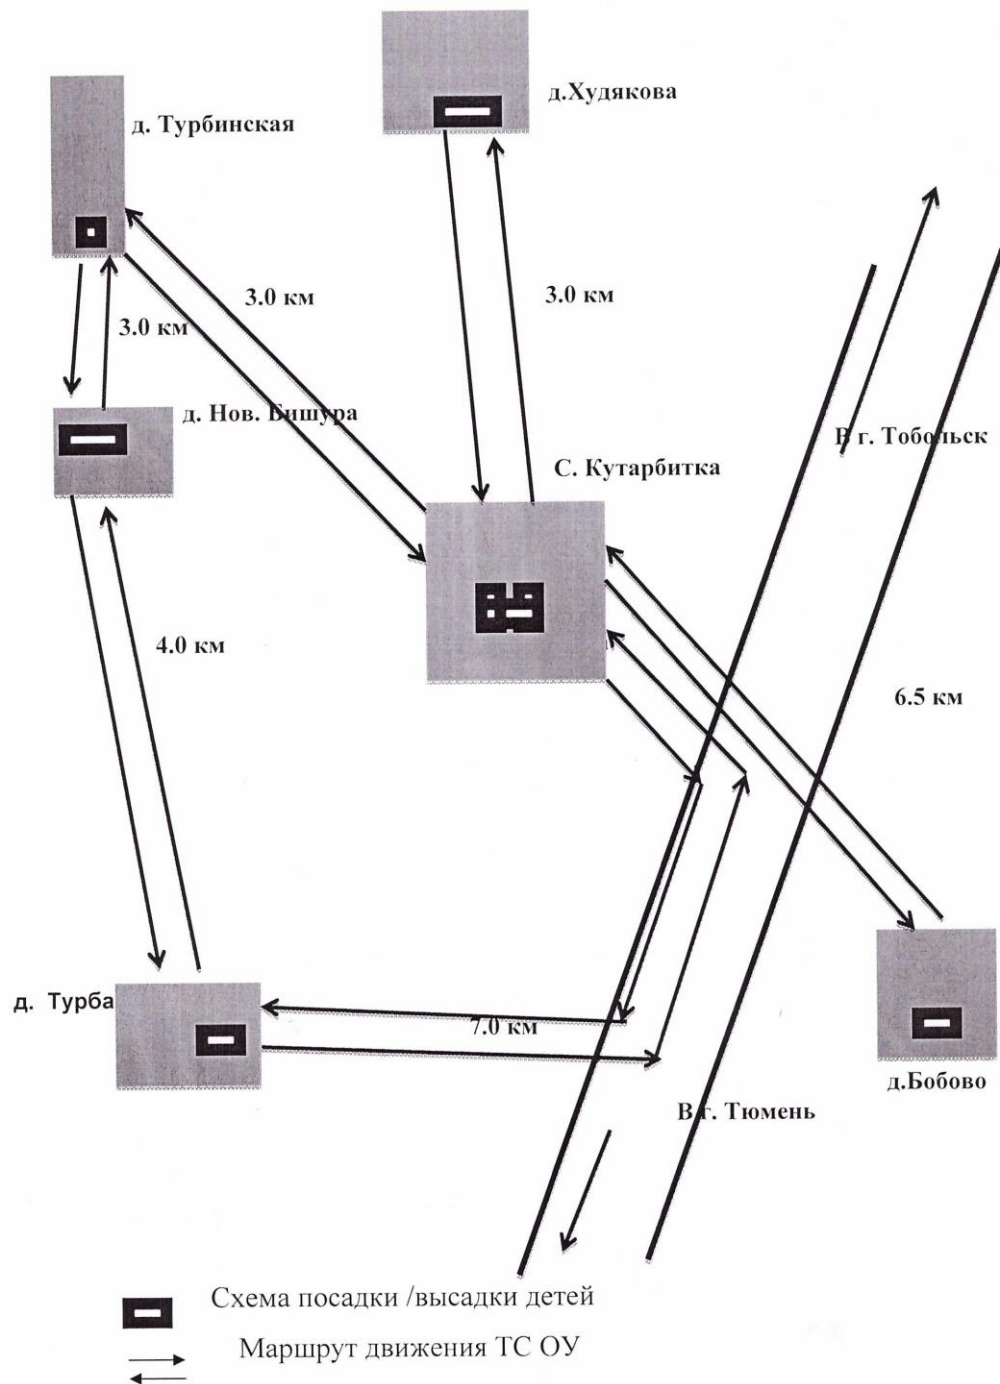 д.Худякова
д. Турбинская
3.0 км
3.0 км
3.0 км
д. Нов. Бишура
В г. Тобольск
С. Кутарбитка
4.0 км
6.5 км
д. Турба
7.0 км
д.Бобово
В г. Тюмень
Схема посадки /высадки детей
Маршрут движения ТС ОУ